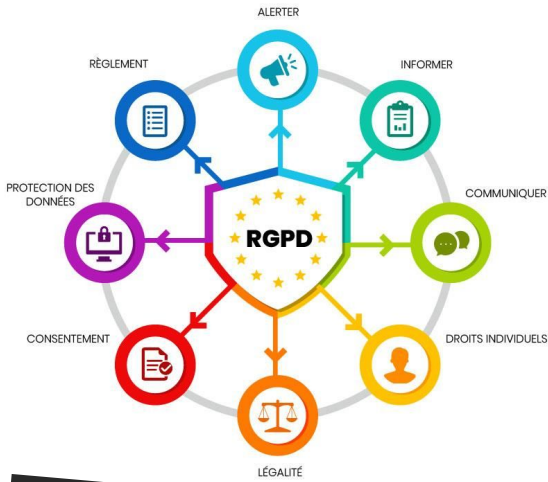 ALERTER
RÈGLEMENT
INFORMER
PROTECTION DES
DONNÉES
COMMUNIQUER
RGPD
CONSENTEMENT
DROITS INDIVIDUELS
LÉGALITÉ